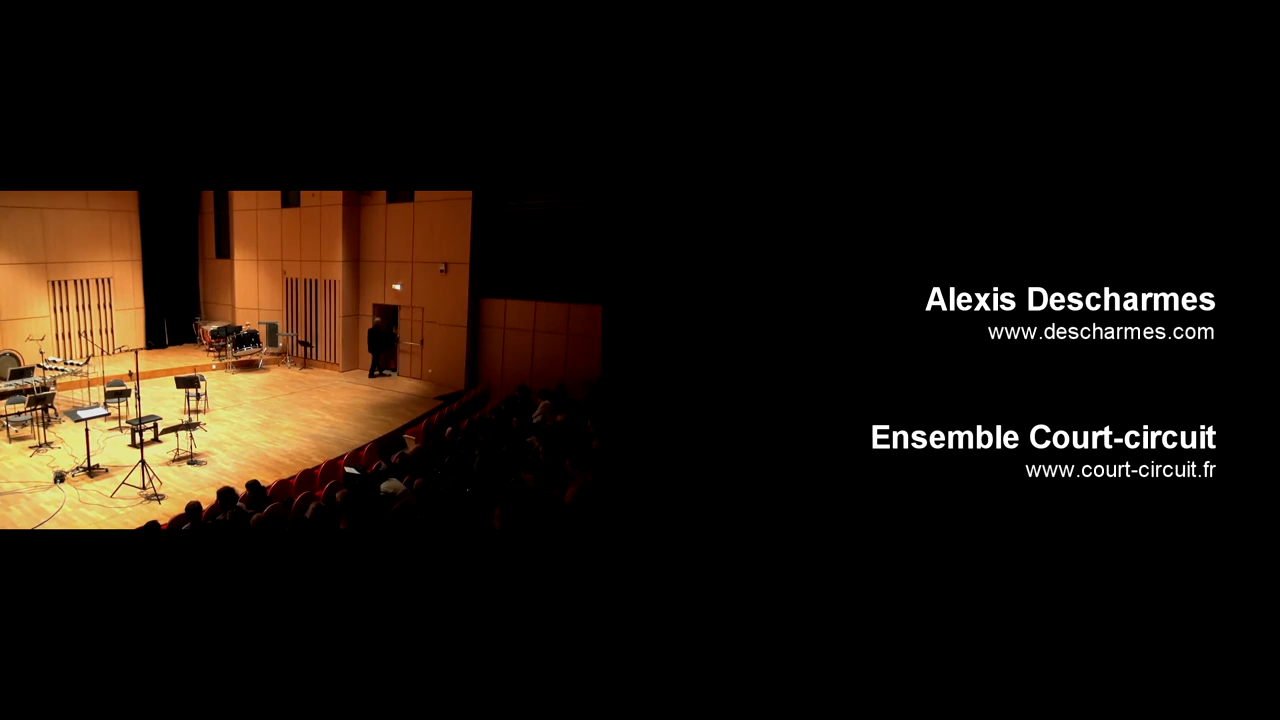 Alexis Descharmes
www.descharmes.com
Ensemble Court-circuit
www.court-circuit.fr